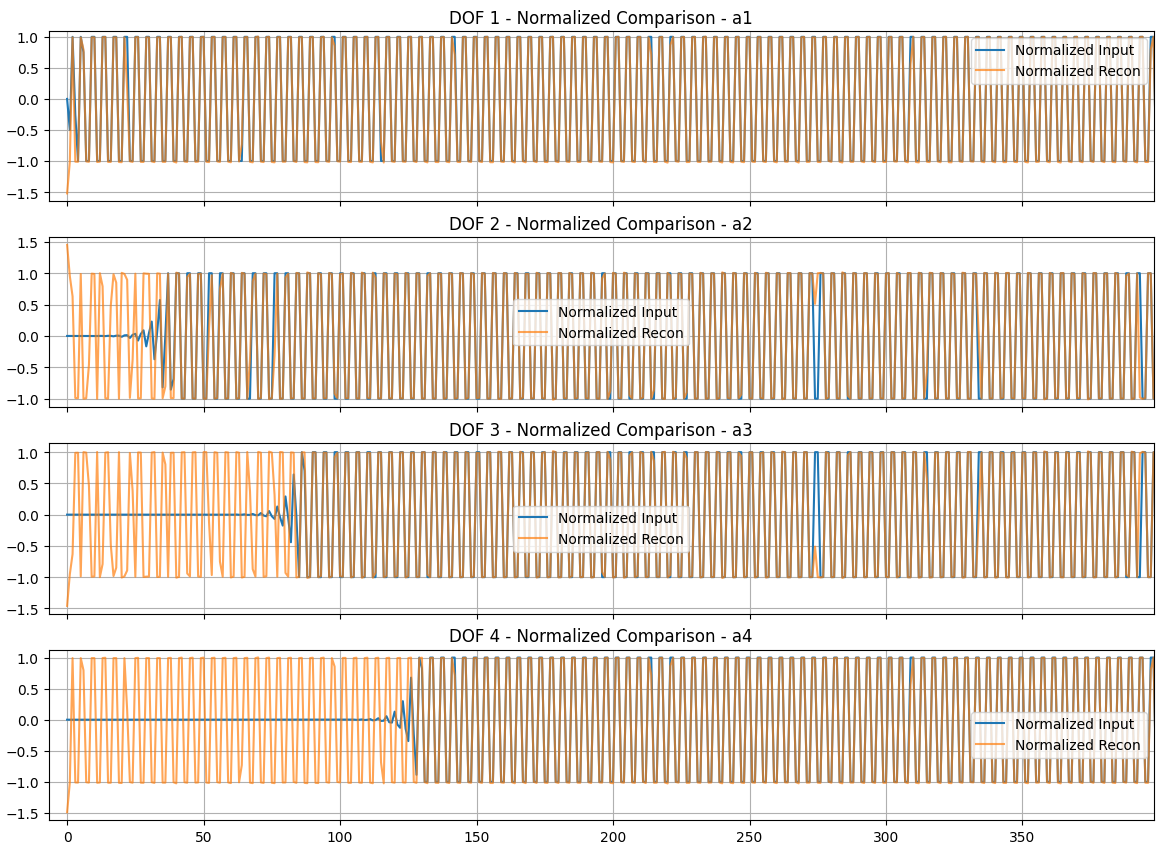 DOF 1 - Normalized Comparison - a1
1.0
0.5
0.0
−0.5
−1.0
−1.5
Normalized Input
Normalized Recon
DOF 2 - Normalized Comparison - a2
1.5
1.0
0.5
0.0
−0.5
−1.0
Normalized Input
Normalized Recon
DOF 3 - Normalized Comparison - a3
1.0
0.5
0.0
−0.5
−1.0
−1.5
Normalized Input
Normalized Recon
DOF 4 - Normalized Comparison - a4
1.0
0.5
0.0
−0.5
−1.0
−1.5
Normalized Input
Normalized Recon
0 50 100 150 200 250 300 350